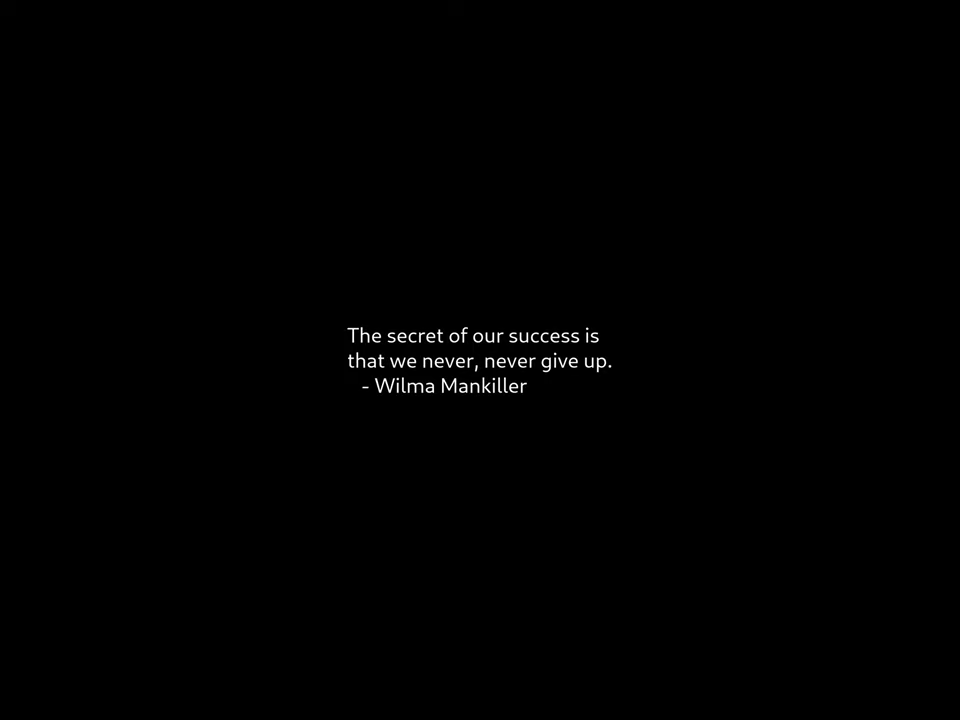 The secret of our success is
that we never, never give up.
- Wilma Mankiller